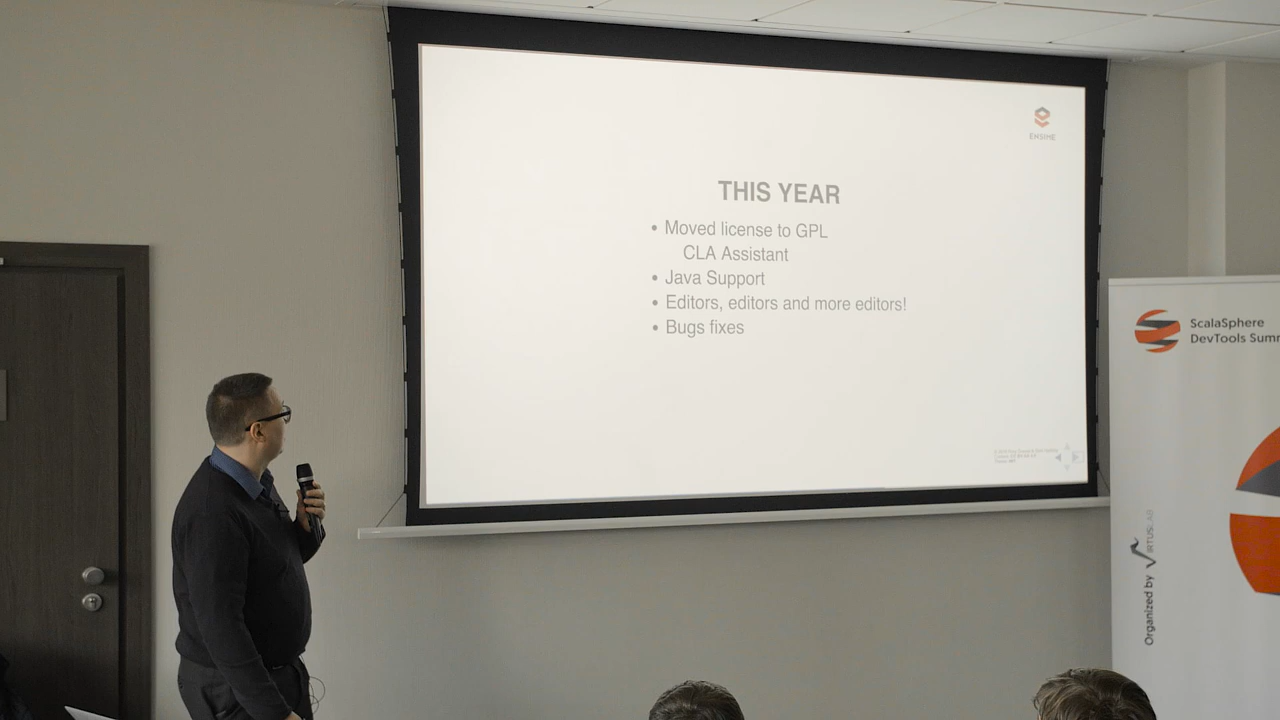 ENSIME
THIS YEAR
• Moved license to GPL
CLA Assistant
• Java Support
• Editors, editors and more editors!
• Bugs fixes
ScalaSphere
DevTools Sum
Organized by VIRTUSLAB